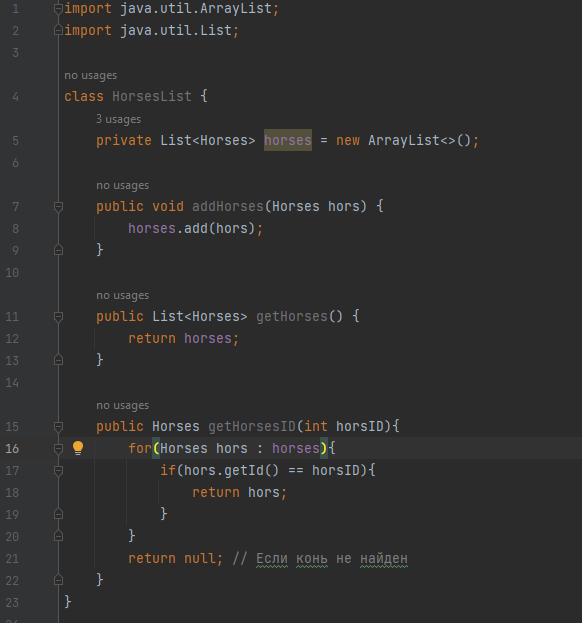 1 import java.util.ArrayList;
2 import java.util.List;
3
no usages
4 class HorsesList {
3 usages
5 private List<Horses> horses = new ArrayList<>();
6
no usages
7 public void addHorses(Horses hors) {
8 horses.add(hors);
9 }
10
no usages
11 public List<Horses> getHorses() {
12 return horses;
13 }
14
no usages
15 public Horses getHorsesID(int horsID){
16 for(Horses hors : horses){
17 if(hors.getId() == horsID){
18 return hors;
19 }
20 }
21 return null; // Если конь не найден
22 }
23 }